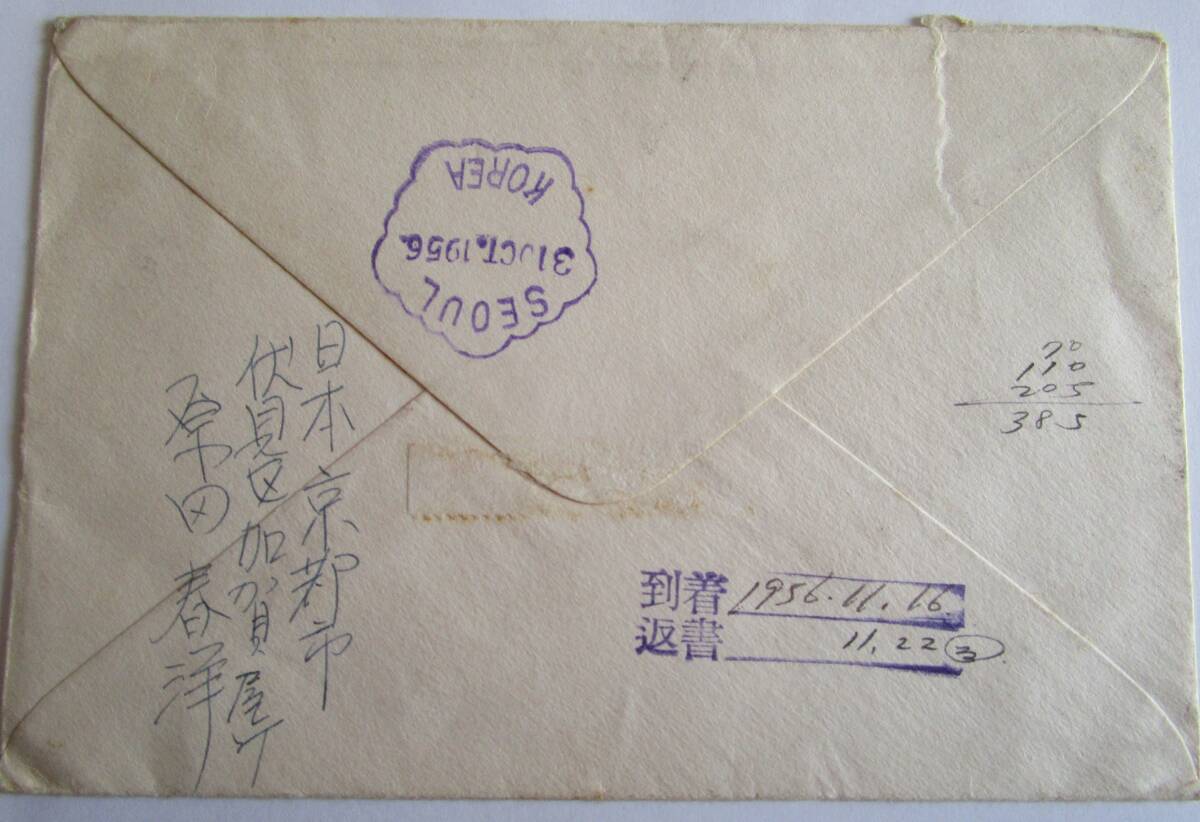 SEOUL
31 OCT. 1956.
KOREA
日本 京都市
伏見区 加賀屋町
原田 春洋
70
110
205
385
到着 1956.11.16
返書 11.22